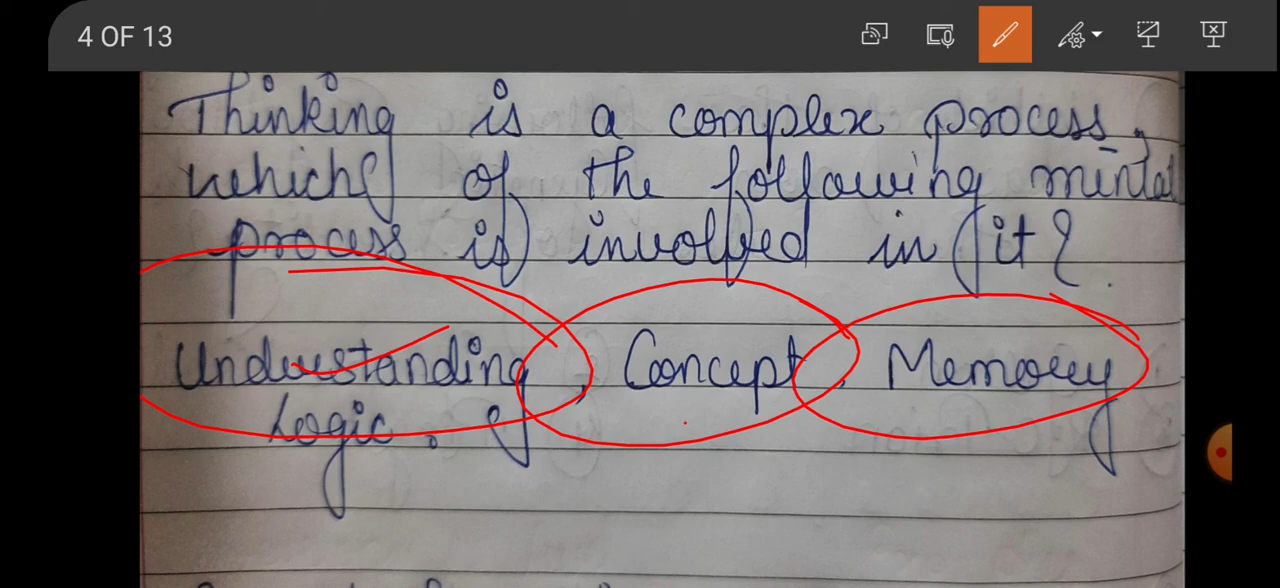 4 OF 13
Thinking is a complex process,
which of the following mental
process is involved in it?
Understanding, Concept, Memory
Logic.